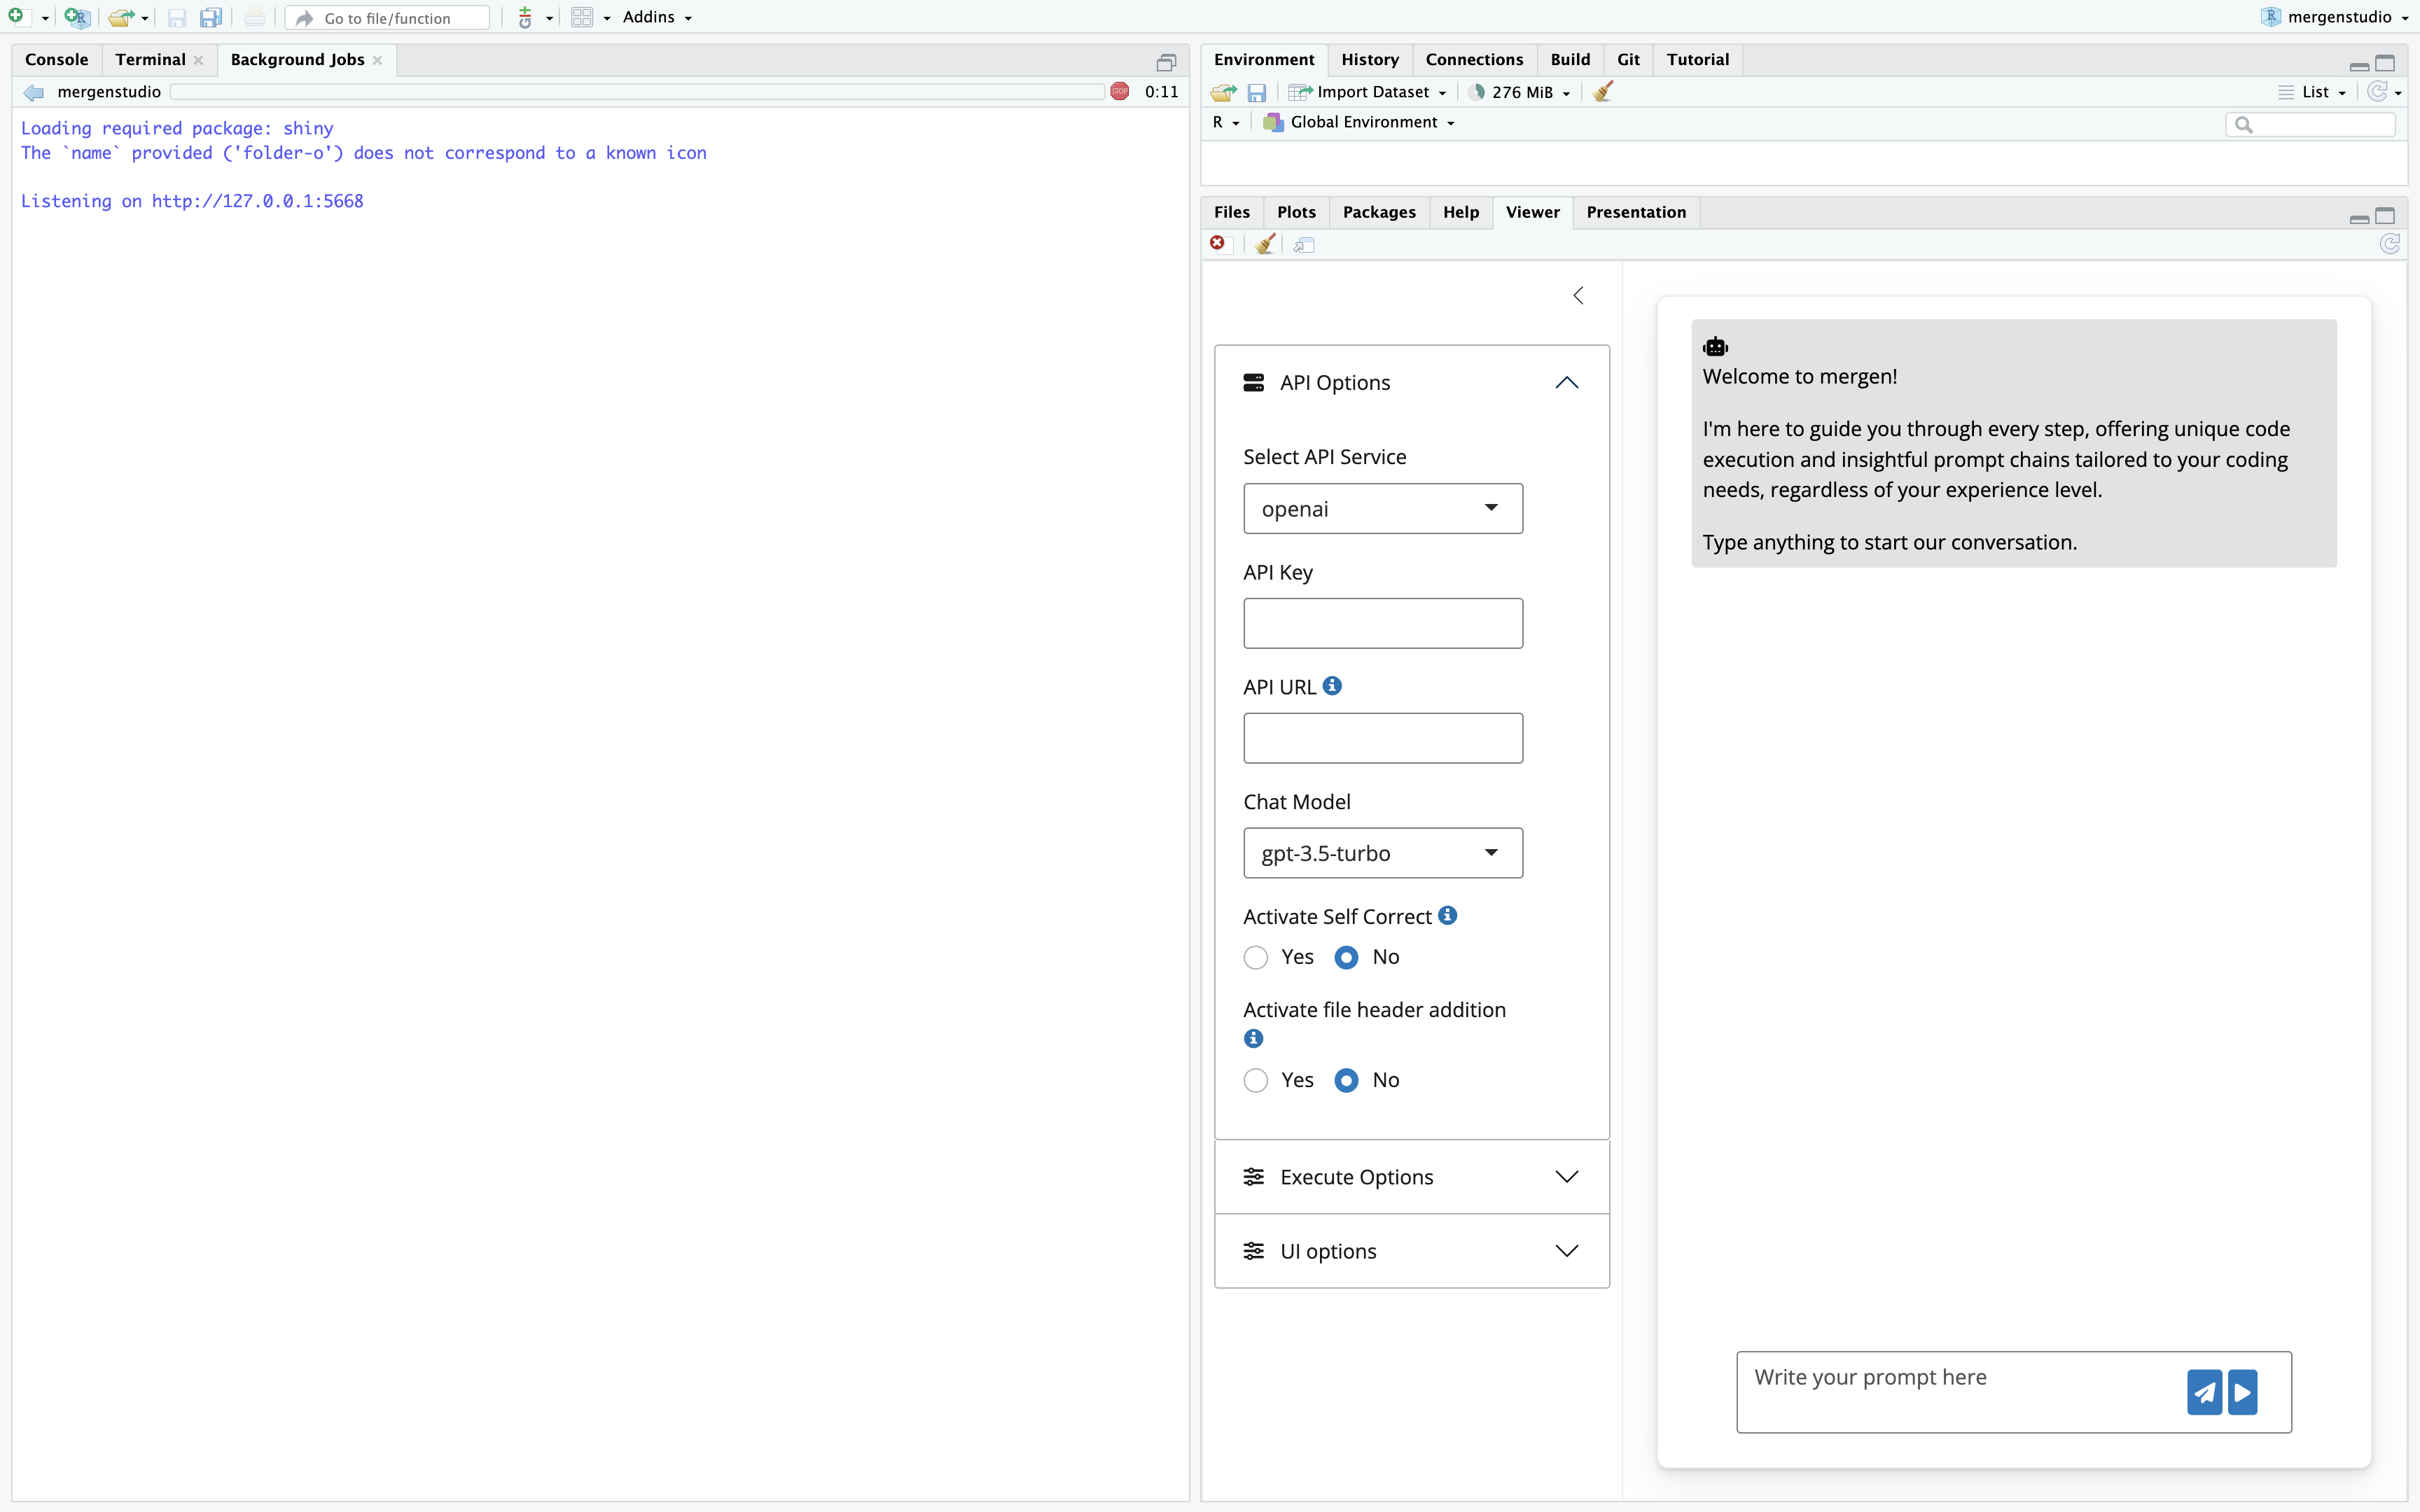 Go to file/function
Addins
mergenstudio
Console
Terminal
Background Jobs
mergenstudio
STOP
0:11
Loading required package: shiny
The `name` provided ('folder-o') does not correspond to a known icon
Listening on http://127.0.0.1:5668
Environment
History
Connections
Build
Git
Tutorial
Import Dataset
276 MiB
List
R
Global Environment
Files
Plots
Packages
Help
Viewer
Presentation
API Options
Select API Service
openai
API Key
API URL
Chat Model
gpt-3.5-turbo
Activate Self Correct
Yes No
Activate file header addition
Yes No
Execute Options
UI options
Welcome to mergen!
I'm here to guide you through every step, offering unique code
execution and insightful prompt chains tailored to your coding
needs, regardless of your experience level.
Type anything to start our conversation.
Write your prompt here